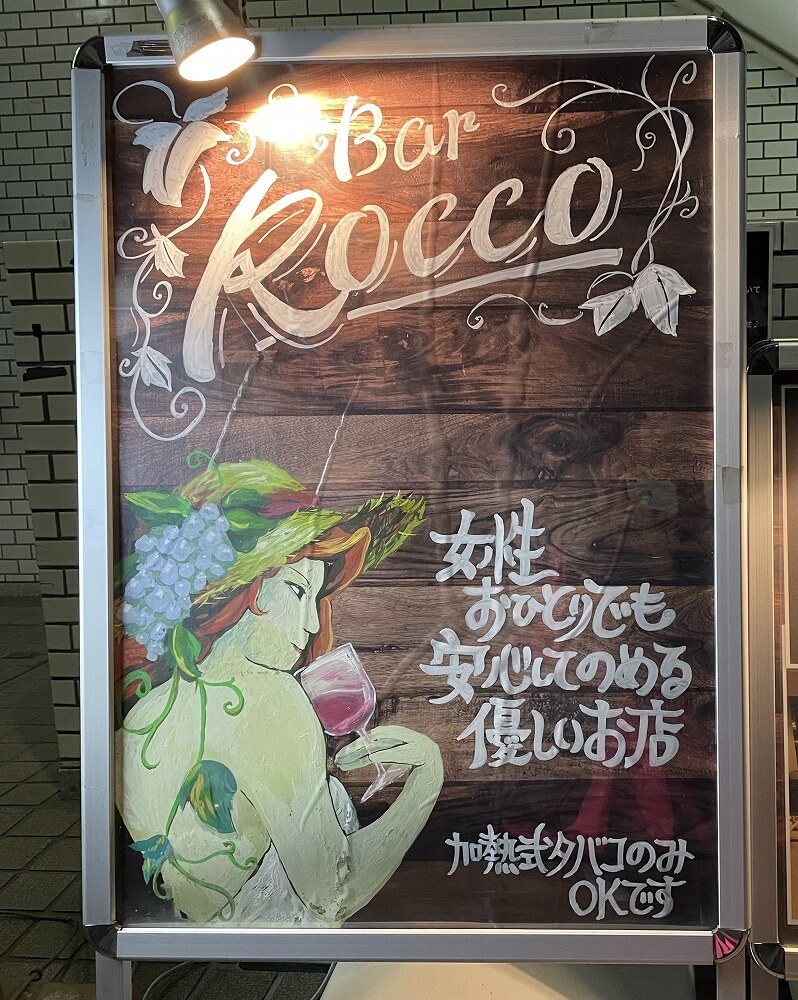 Bar
Rocco
女性
おひとりでも
安心してのめる
優しいお店
加熱式タバコのみ
OKです